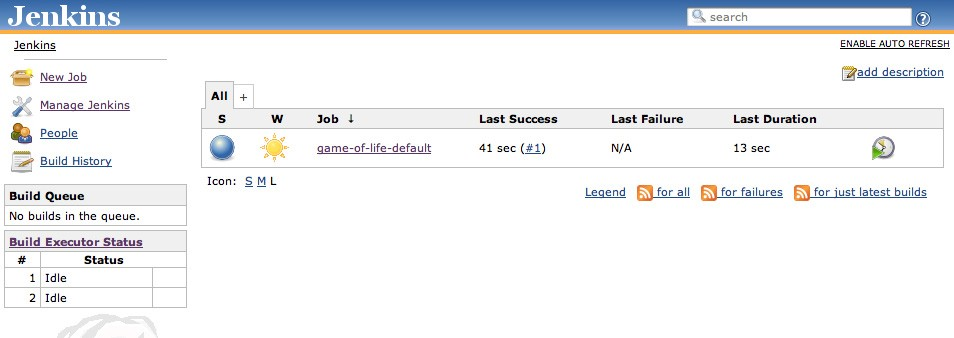 Jenkins
search
?
Jenkins
ENABLE AUTO REFRESH
New Job
Manage Jenkins
People
Build History
add description
All +
S W Job ↓ Last Success Last Failure Last Duration
game-of-life-default 41 sec (#1) N/A 13 sec
Icon: S M L
Legend for all for failures for just latest builds
Build Queue
No builds in the queue.
Build Executor Status
# Status
1 Idle
2 Idle